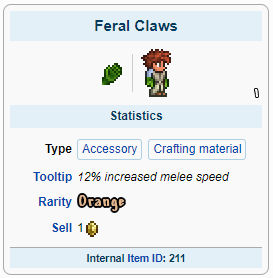 Feral Claws
Statistics
Type Accessory Crafting material
Tooltip 12% increased melee speed
Rarity Orange
Sell 1
Internal Item ID: 211